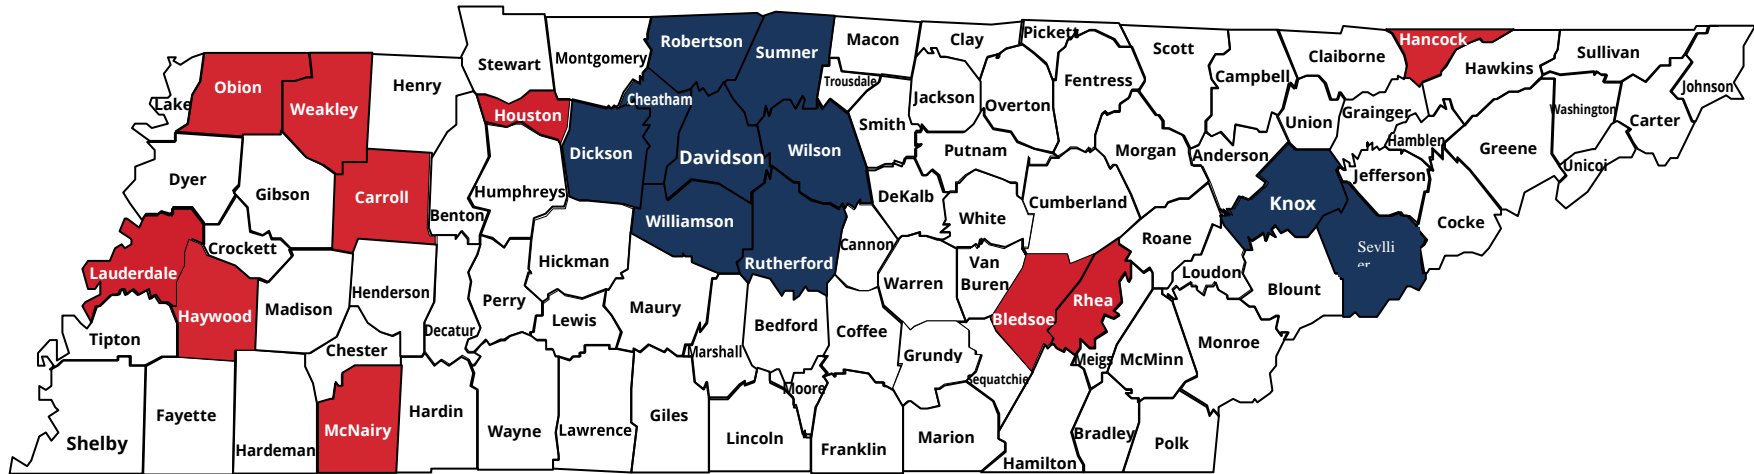 Pickett
Hancock
Robertson
Sumner
Macon
Clay
Scott
Claiborne
Sullivan
Stewart
Montgomery
Henry
Trousdale
Fentress
Campbell
Hawkins
Johnson
Obion
Lake
Weakley
Houston
Cheatham
Jackson
Overton
Washington
Carter
Smith
Union
Grainger
Hamblen
Greene
Unicoi
Dickson
Davidson
Wilson
Putnam
Morgan
Anderson
Jefferson
Dyer
Gibson
Carroll
Humphreys
DeKalb
White
Cumberland
Knox
Cocke
Benton
Williamson
Crockett
Cannon
Roane
Sevlli
er
Lauderdale
Hickman
Rutherford
Van
Buren
Loudon
Blount
Henderson
Perry
Maury
Warren
Rhea
Haywood
Madison
Lewis
Bedford
Coffee
Bledsoe
Tipton
Decatur
Chester
Marshall
Grundy
Meigs
McMinn
Monroe
Sequatchie
Moore
Shelby
Fayette
Hardeman
McNairy
Hardin
Wayne
Lawrence
Giles
Lincoln
Franklin
Marion
Hamilton
Bradley
Polk